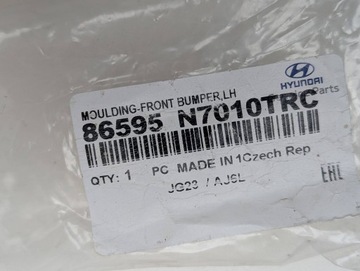 MOULDING-FRONT BUMPER,LH
HYUNDAI
Parts
86595 N7010TRC
QTY: 1 PC MADE IN 1Czech Rep
JG23 / AJ6L
EAC